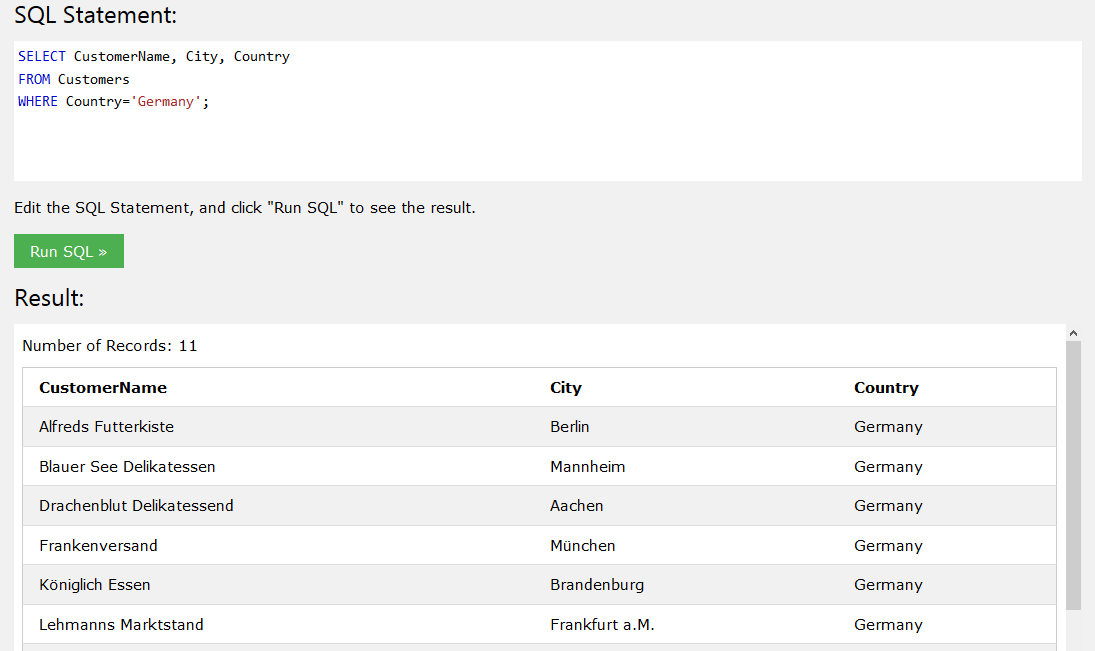 SQL Statement:
SELECT CustomerName, City, Country
FROM Customers
WHERE Country='Germany';
Edit the SQL Statement, and click "Run SQL" to see the result.
Run SQL »
Result:
Number of Records: 11
CustomerName City Country
Alfreds Futterkiste Berlin Germany
Blauer See Delikatessen Mannheim Germany
Drachenblut Delikatessend Aachen Germany
Frankenversand München Germany
Königlich Essen Brandenburg Germany
Lehmanns Marktstand Frankfurt a.M. Germany